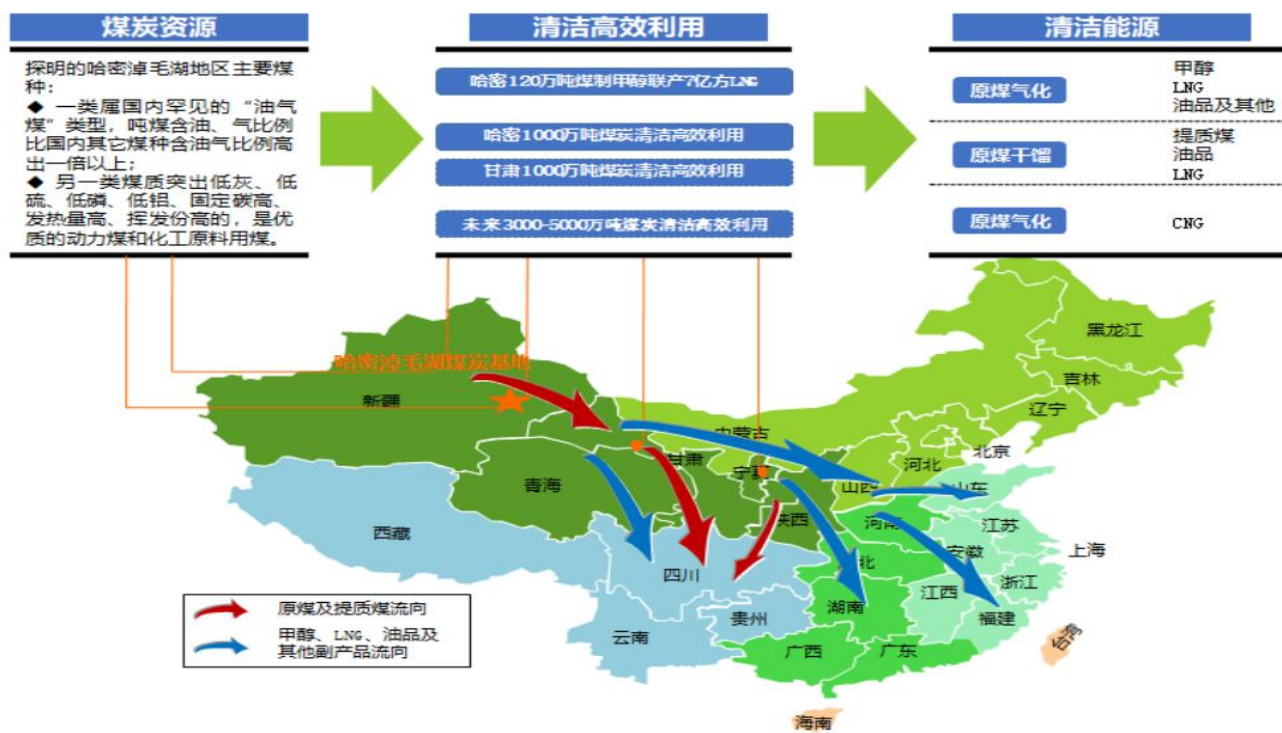 煤炭资源
清洁高效利用
清洁能源
探明的哈密淖毛湖地区主要煤
种：
◆ 一类属国内罕见的“油气
煤”类型，吨煤含油、气比例
比国内其它煤种含油气比例高
出一倍以上；
◆ 另一类煤质突出低灰、低
硫、低磷、低铝、固定碳高、
发热量高、挥发份高的，是优
质的动力煤和化工原料用煤。
哈密120万吨煤制甲醇联产7亿方LNG
哈密1000万吨煤炭清洁高效利用
甘肃1000万吨煤炭清洁高效利用
未来3000-5000万吨煤炭清洁高效利用
原煤气化
甲醇
LNG
油品及其他
原煤干馏
提质煤
油品
LNG
原煤气化
CNG
哈密淖毛湖煤炭基地
黑龙江
吉林
辽宁
新疆
内蒙古
北京
河北
甘肃
宁夏
山西
山东
青海
陕西
河南
江苏
西藏
安徽
上海
四川
湖北
浙江
江西
湖南
贵州
福建
云南
广西
广东
台湾
海南
原煤及提质煤流向
甲醇、LNG、油品及
其他副产品流向